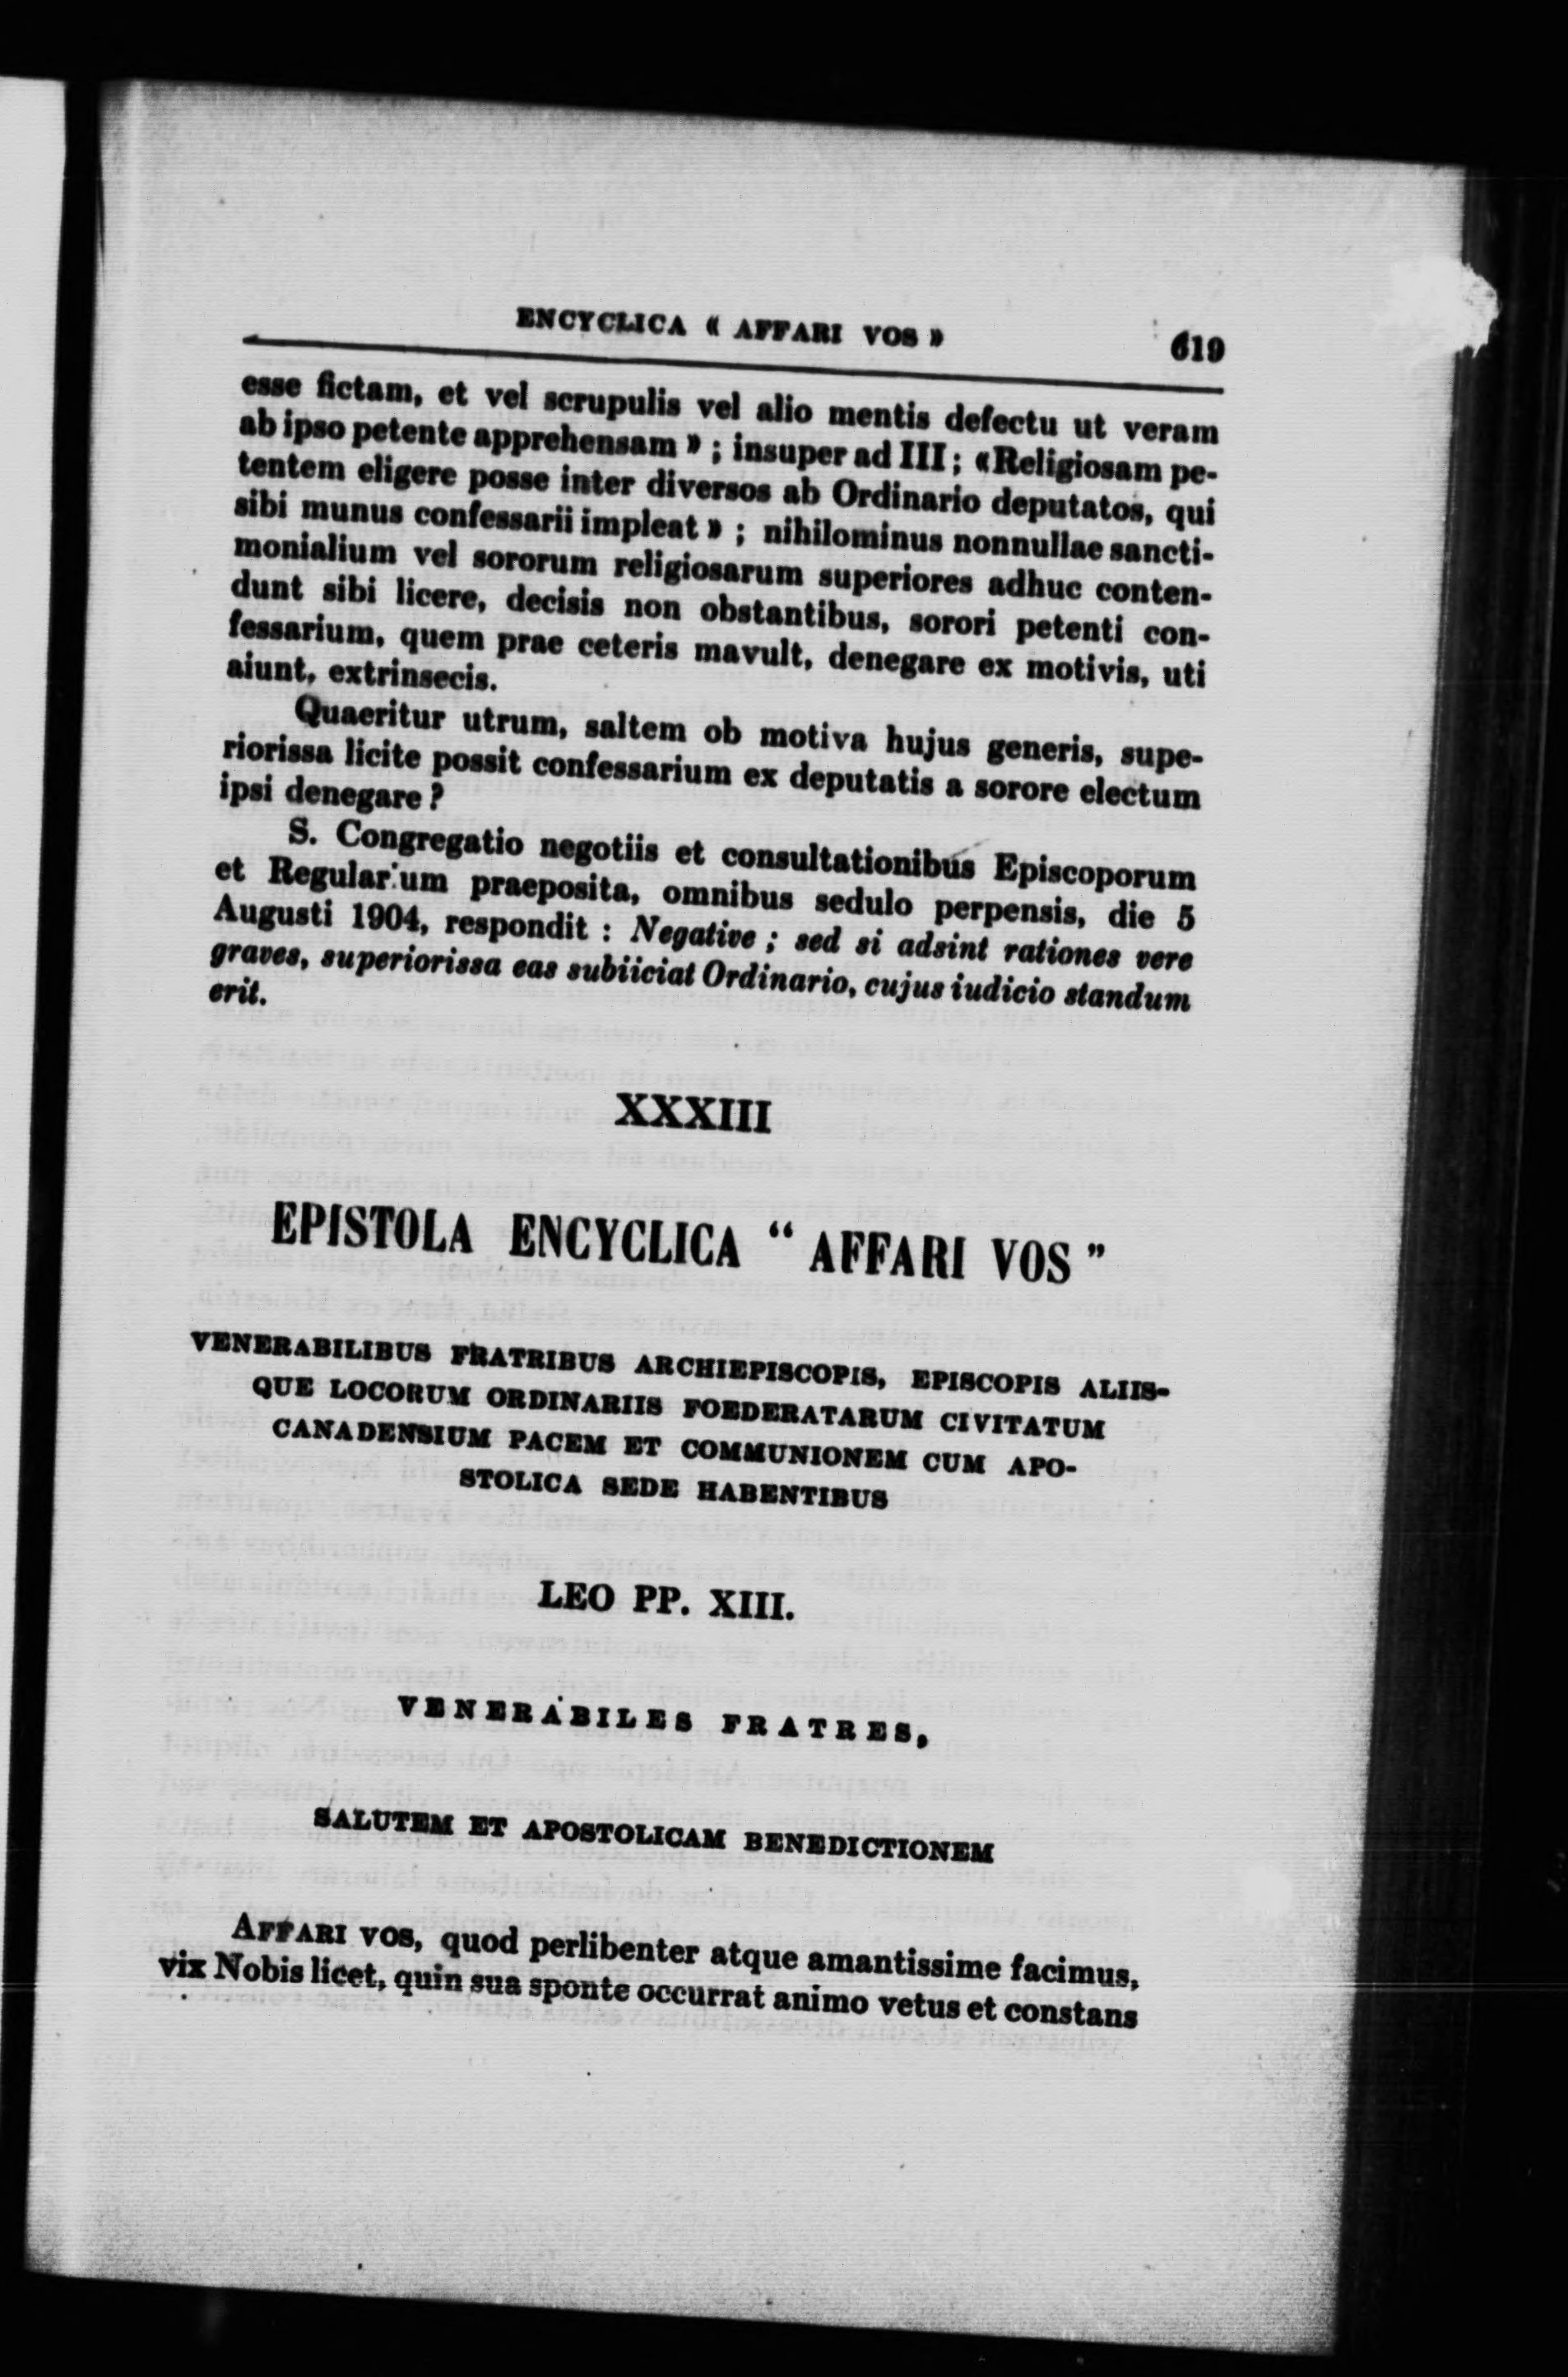 ENCYCLICA « AFFARI VOS » 619
esse fictam, et vel scrupulis vel alio mentis defectu ut veram
ab ipso petente apprehensam » ; insuper ad III ; «Religiosam pe-
tentem eligere posse inter diversos ab Ordinario deputatos, qui
sibi munus confessarii impleat » ; nihilominus nonnullae sancti-
monialium vel sororum religiosarum superiores adhuc conten-
dunt sibi licere, decisis non obstantibus, sorori petenti con-
fessarium, quem prae ceteris mavult, denegare ex motivis, uti
aiunt, extrinsecis.
Quaeritur utrum, saltem ob motiva hujus generis, supe-
riorissa licite possit confessarium ex deputatis a sorore electum
ipsi denegare ?
S. Congregatio negotiis et consultationibus Episcoporum
et Regularium praeposita, omnibus sedulo perpensis, die 5
Augusti 1904, respondit : Negative ; sed si adsint rationes vere
graves, superiorissa eas subiiciat Ordinario, cujus iudicio standum
erit.
XXXIII
EPISTOLA ENCYCLICA “ AFFARI VOS ”
VENERABILIBUS FRATRIBUS ARCHIEPISCOPIS, EPISCOPIS ALIIS-
QUE LOCORUM ORDINARIIS FOEDERATARUM CIVITATUM
CANADENSIUM PACEM ET COMMUNIONEM CUM APO-
STOLICA SEDE HABENTIBUS
LEO PP. XIII.
VENERABILES FRATRES,
SALUTEM ET APOSTOLICAM BENEDICTIONEM
AFFARI VOS, quod perlibenter atque amantissime facimus,
vix Nobis licet, quin sua sponte occurrat animo vetus et constans